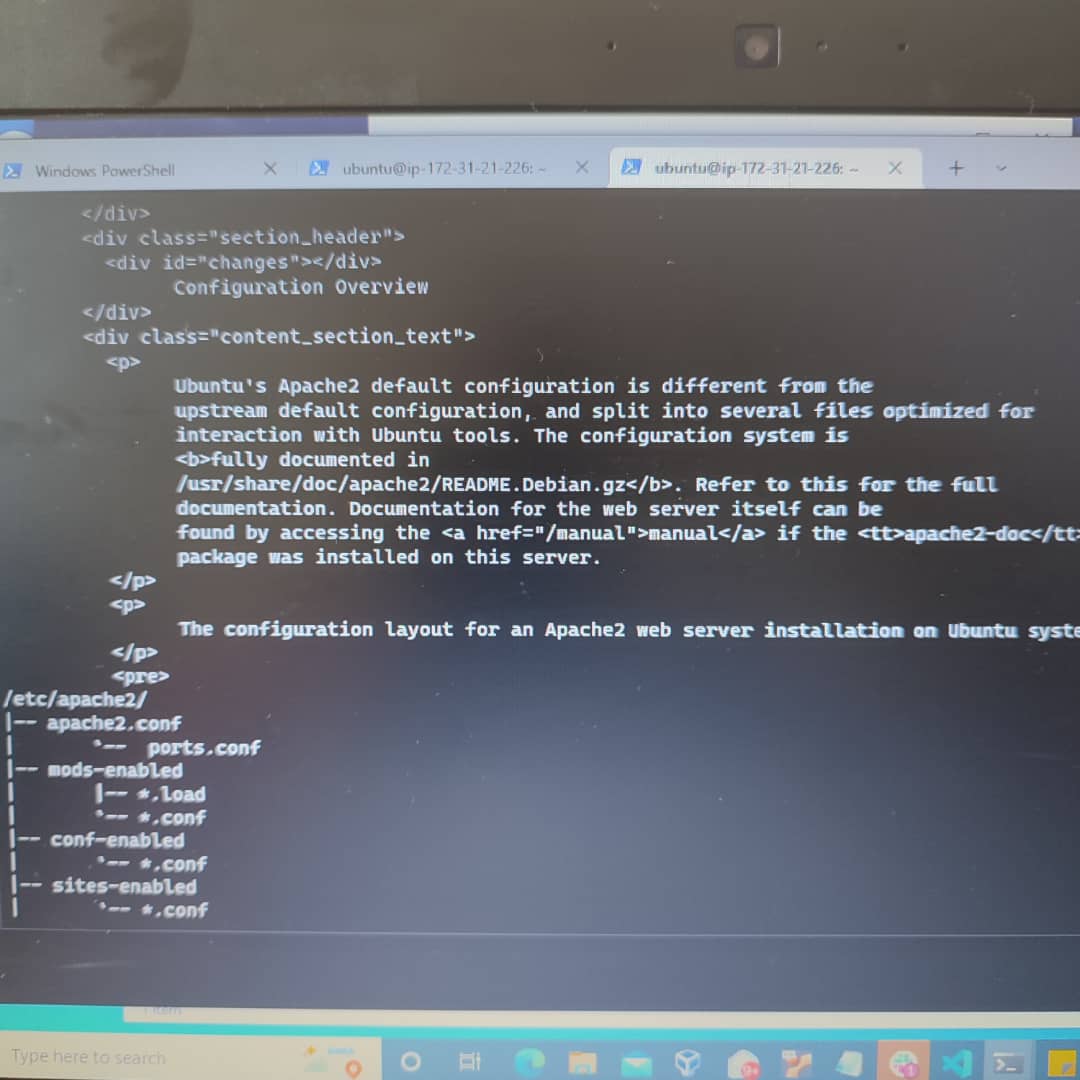 Windows PowerShell
ubuntu@ip-172-31-21-226: ~
ubuntu@ip-172-31-21-226: ~
</div>
<div class="section_header">
<div id="changes"></div>
Configuration Overview
</div>
<div class="content_section_text">
<p>
Ubuntu's Apache2 default configuration is different from the
upstream default configuration, and split into several files optimized for
interaction with Ubuntu tools. The configuration system is
<b>fully documented in
/usr/share/doc/apache2/README.Debian.gz</b>. Refer to this for the full
documentation. Documentation for the web server itself can be
found by accessing the <a href="/manual">manual</a> if the <tt>apache2-doc</tt>
package was installed on this server.
</p>
<p>
The configuration layout for an Apache2 web server installation on Ubuntu syste
</p>
<pre>
/etc/apache2/
|-- apache2.conf
|       `--  ports.conf
|-- mods-enabled
|       |-- *.load
|       `-- *.conf
|-- conf-enabled
|       `-- *.conf
|-- sites-enabled
|       `-- *.conf
1 item
Type here to search